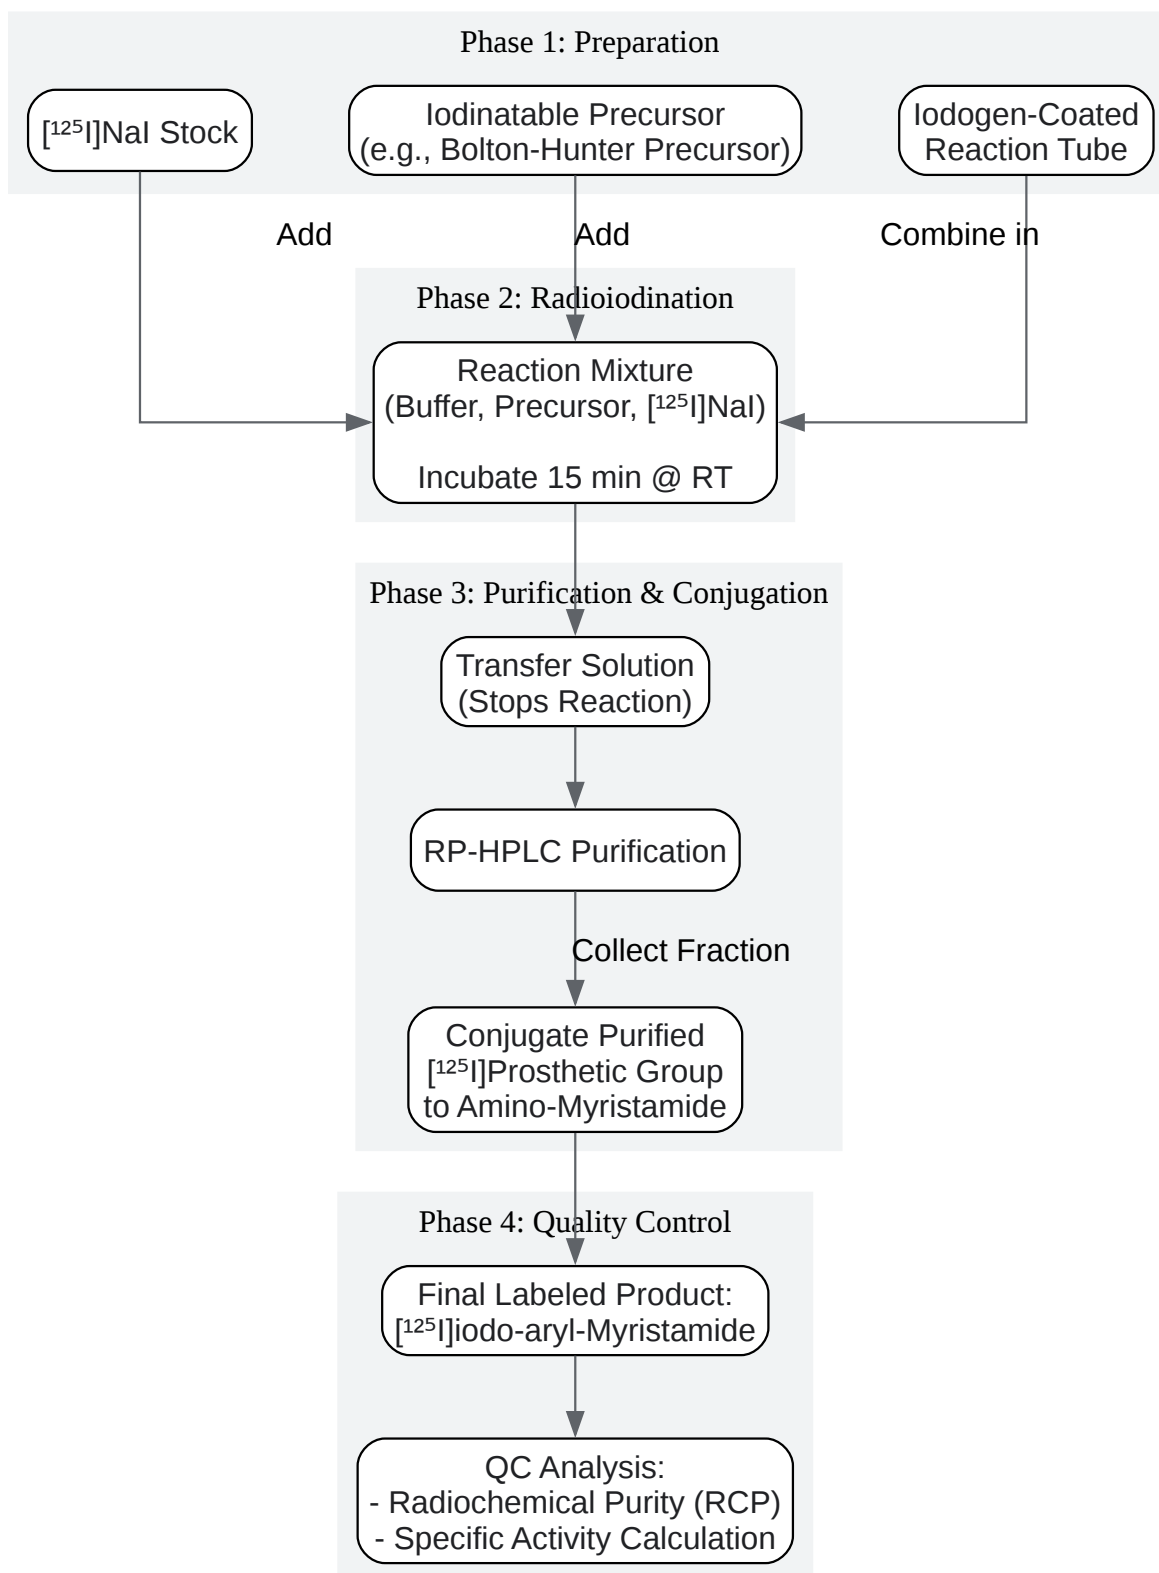 Phase 1: Preparation
[¹²⁵I]NaI Stock
Iodinatable Precursor
(e.g., Bolton-Hunter Precursor)
Iodogen-Coated
Reaction Tube
Add
Add
Combine in
Phase 2: Radioiodination
Reaction Mixture
(Buffer, Precursor, [¹²⁵I]NaI)
Incubate 15 min @ RT
Phase 3: Purification & Conjugation
Transfer Solution
(Stops Reaction)
RP-HPLC Purification
Collect Fraction
Conjugate Purified
[¹²⁵I]Prosthetic Group
to Amino-Myristamide
Phase 4: Quality Control
Final Labeled Product:
[¹²⁵I]iodo-aryl-Myristamide
QC Analysis:
- Radiochemical Purity (RCP)
- Specific Activity Calculation